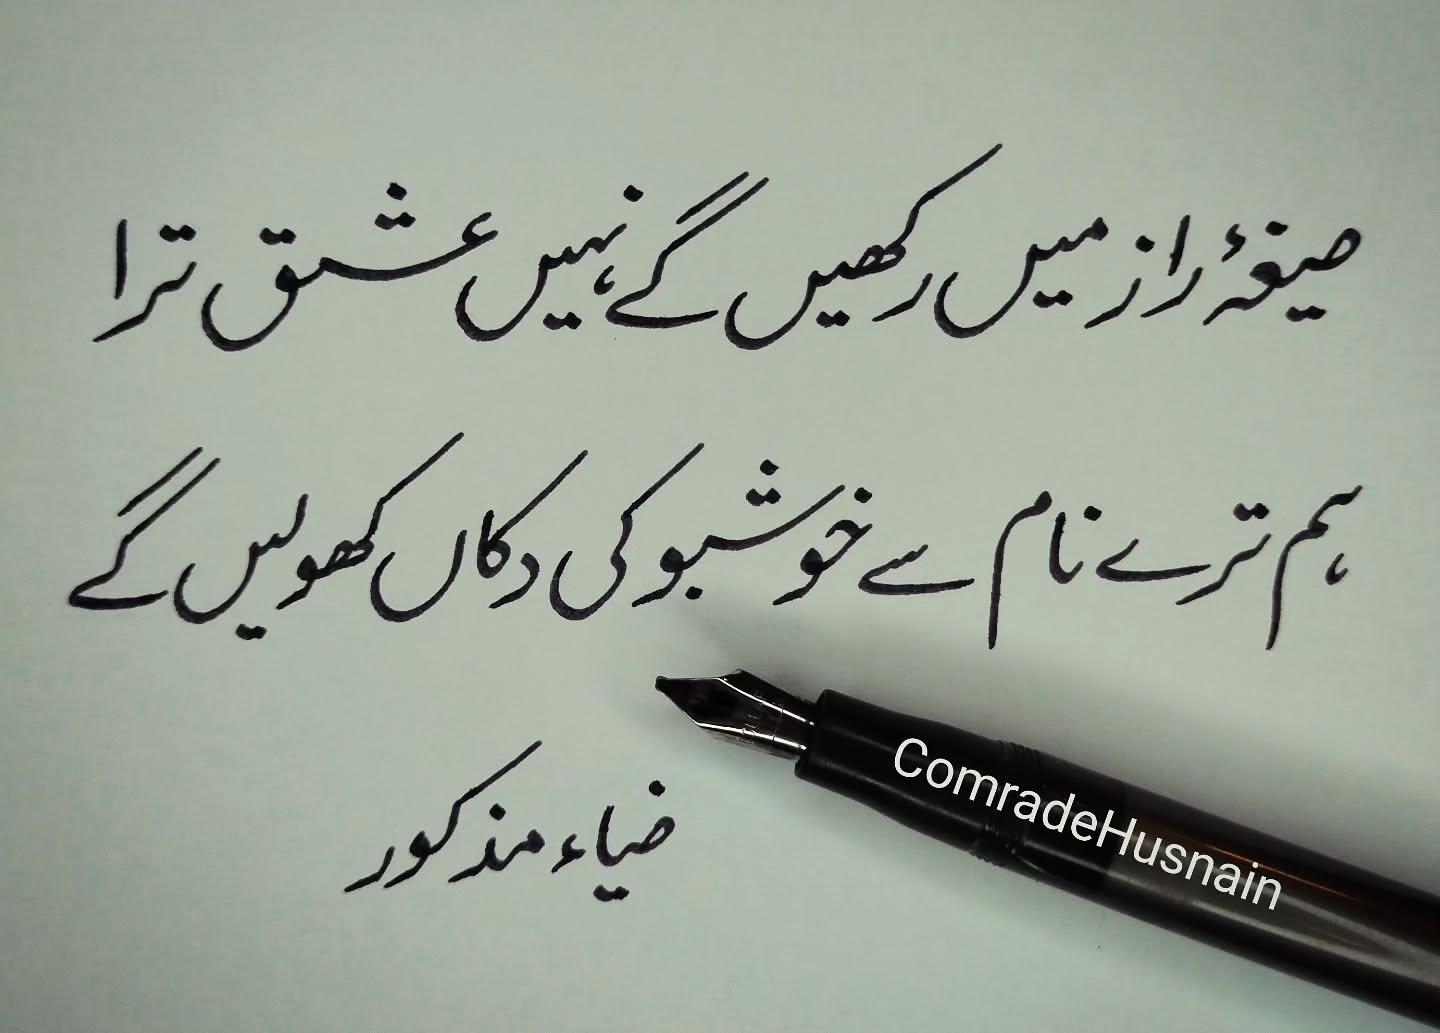 صیغۂ راز میں رکھیں گے نہیں عشق ترا
ہم ترے نام سے خوشبو کی دکاں کھولیں گے
ضیاء مذکور
ComradeHusnain